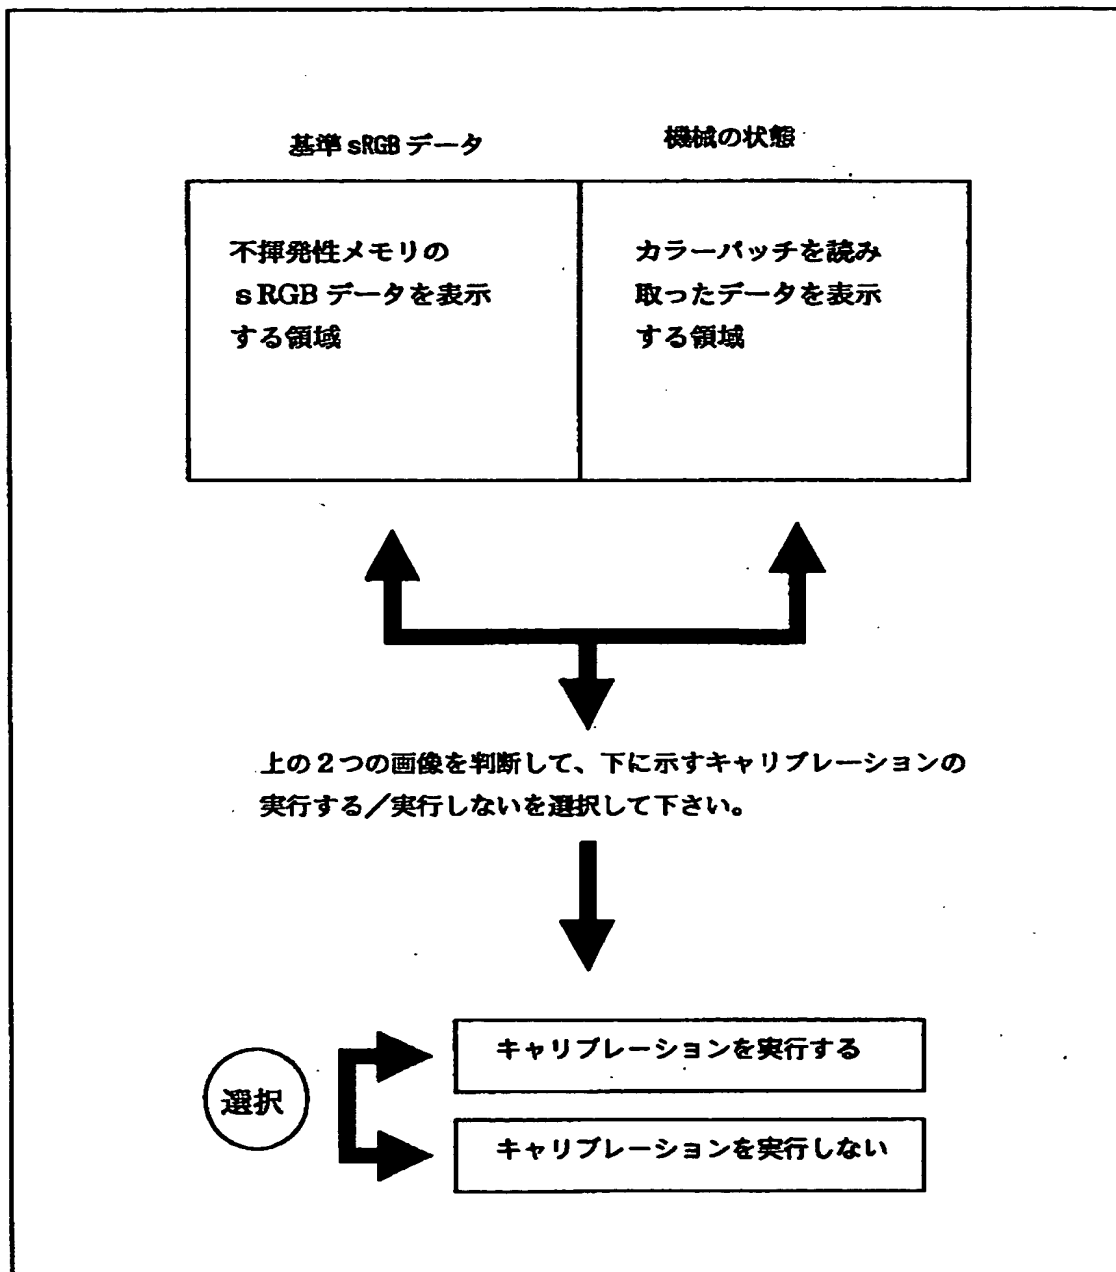 基準 sRGB データ
機械の状態
不揮発性メモリの
sRGB データを表示
する領域
カラーパッチを読み
取ったデータを表示
する領域
上の2つの画像を判断して、下に示すキャリブレーションの
実行する/実行しないを選択して下さい。
選択
キャリブレーションを実行する
キャリブレーションを実行しない